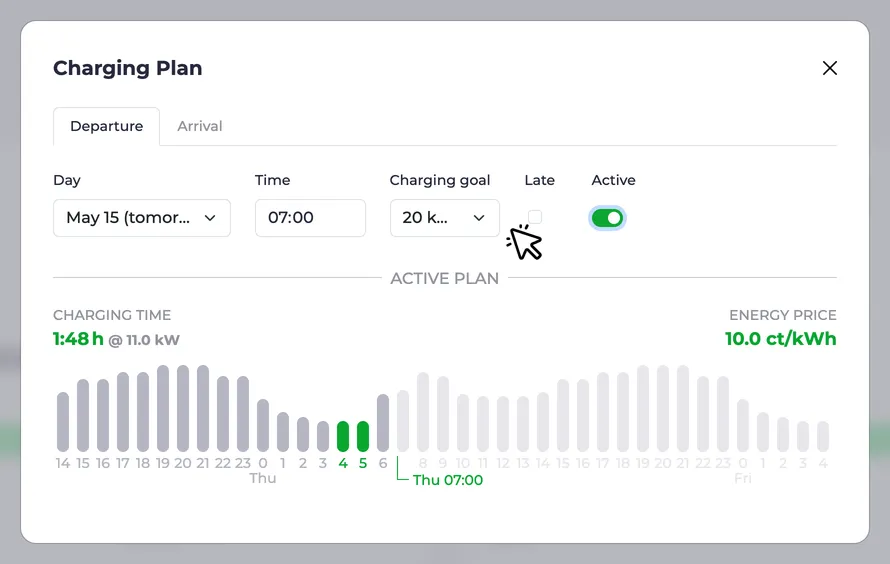 Charging Plan
Departure Arrival
Day Time Charging goal Late Active
May 15 (tomor... 07:00 20 k...
ACTIVE PLAN
CHARGING TIME ENERGY PRICE
1:48 h @ 11.0 kW 10.0 ct/kWh
14 15 16 17 18 19 20 21 22 23 0 1 2 3 4 5 6 8 9 10 11 12 13 14 15 16 17 18 19 20 21 22 23 0 1 2 3 4
Thu Thu 07:00 Fri